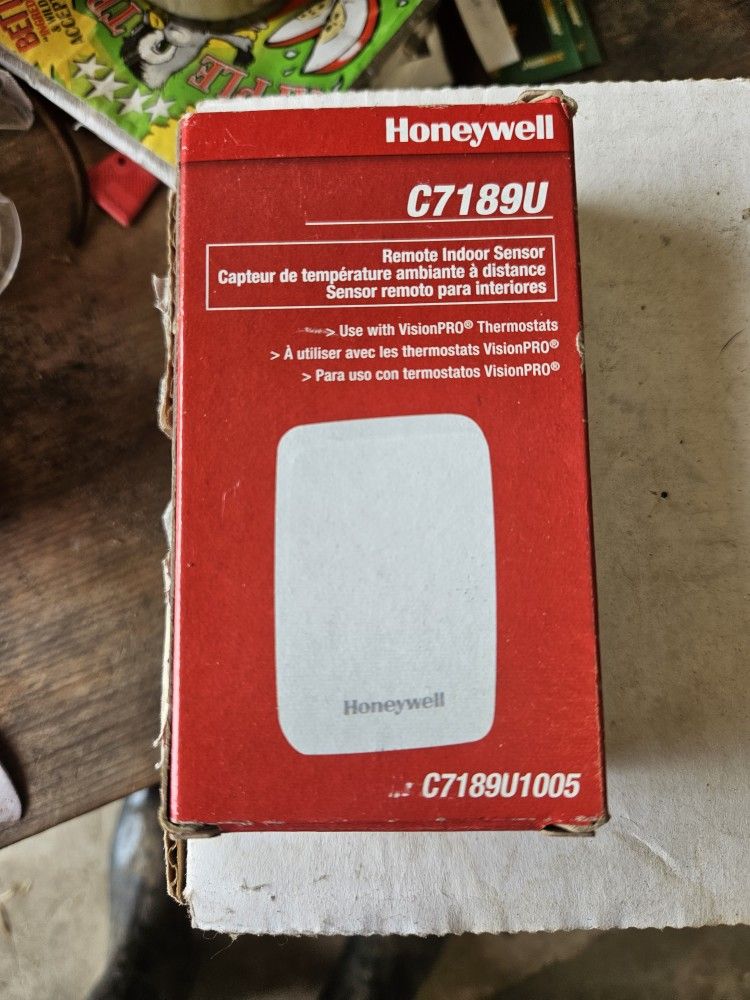 Honeywell
C7189U
Remote Indoor Sensor
Capteur de température ambiante à distance
Sensor remoto para interiores
> Use with VisionPRO® Thermostats
> À utiliser avec les thermostats VisionPRO®
> Para uso con termostatos VisionPRO®
Honeywell
C7189U1005